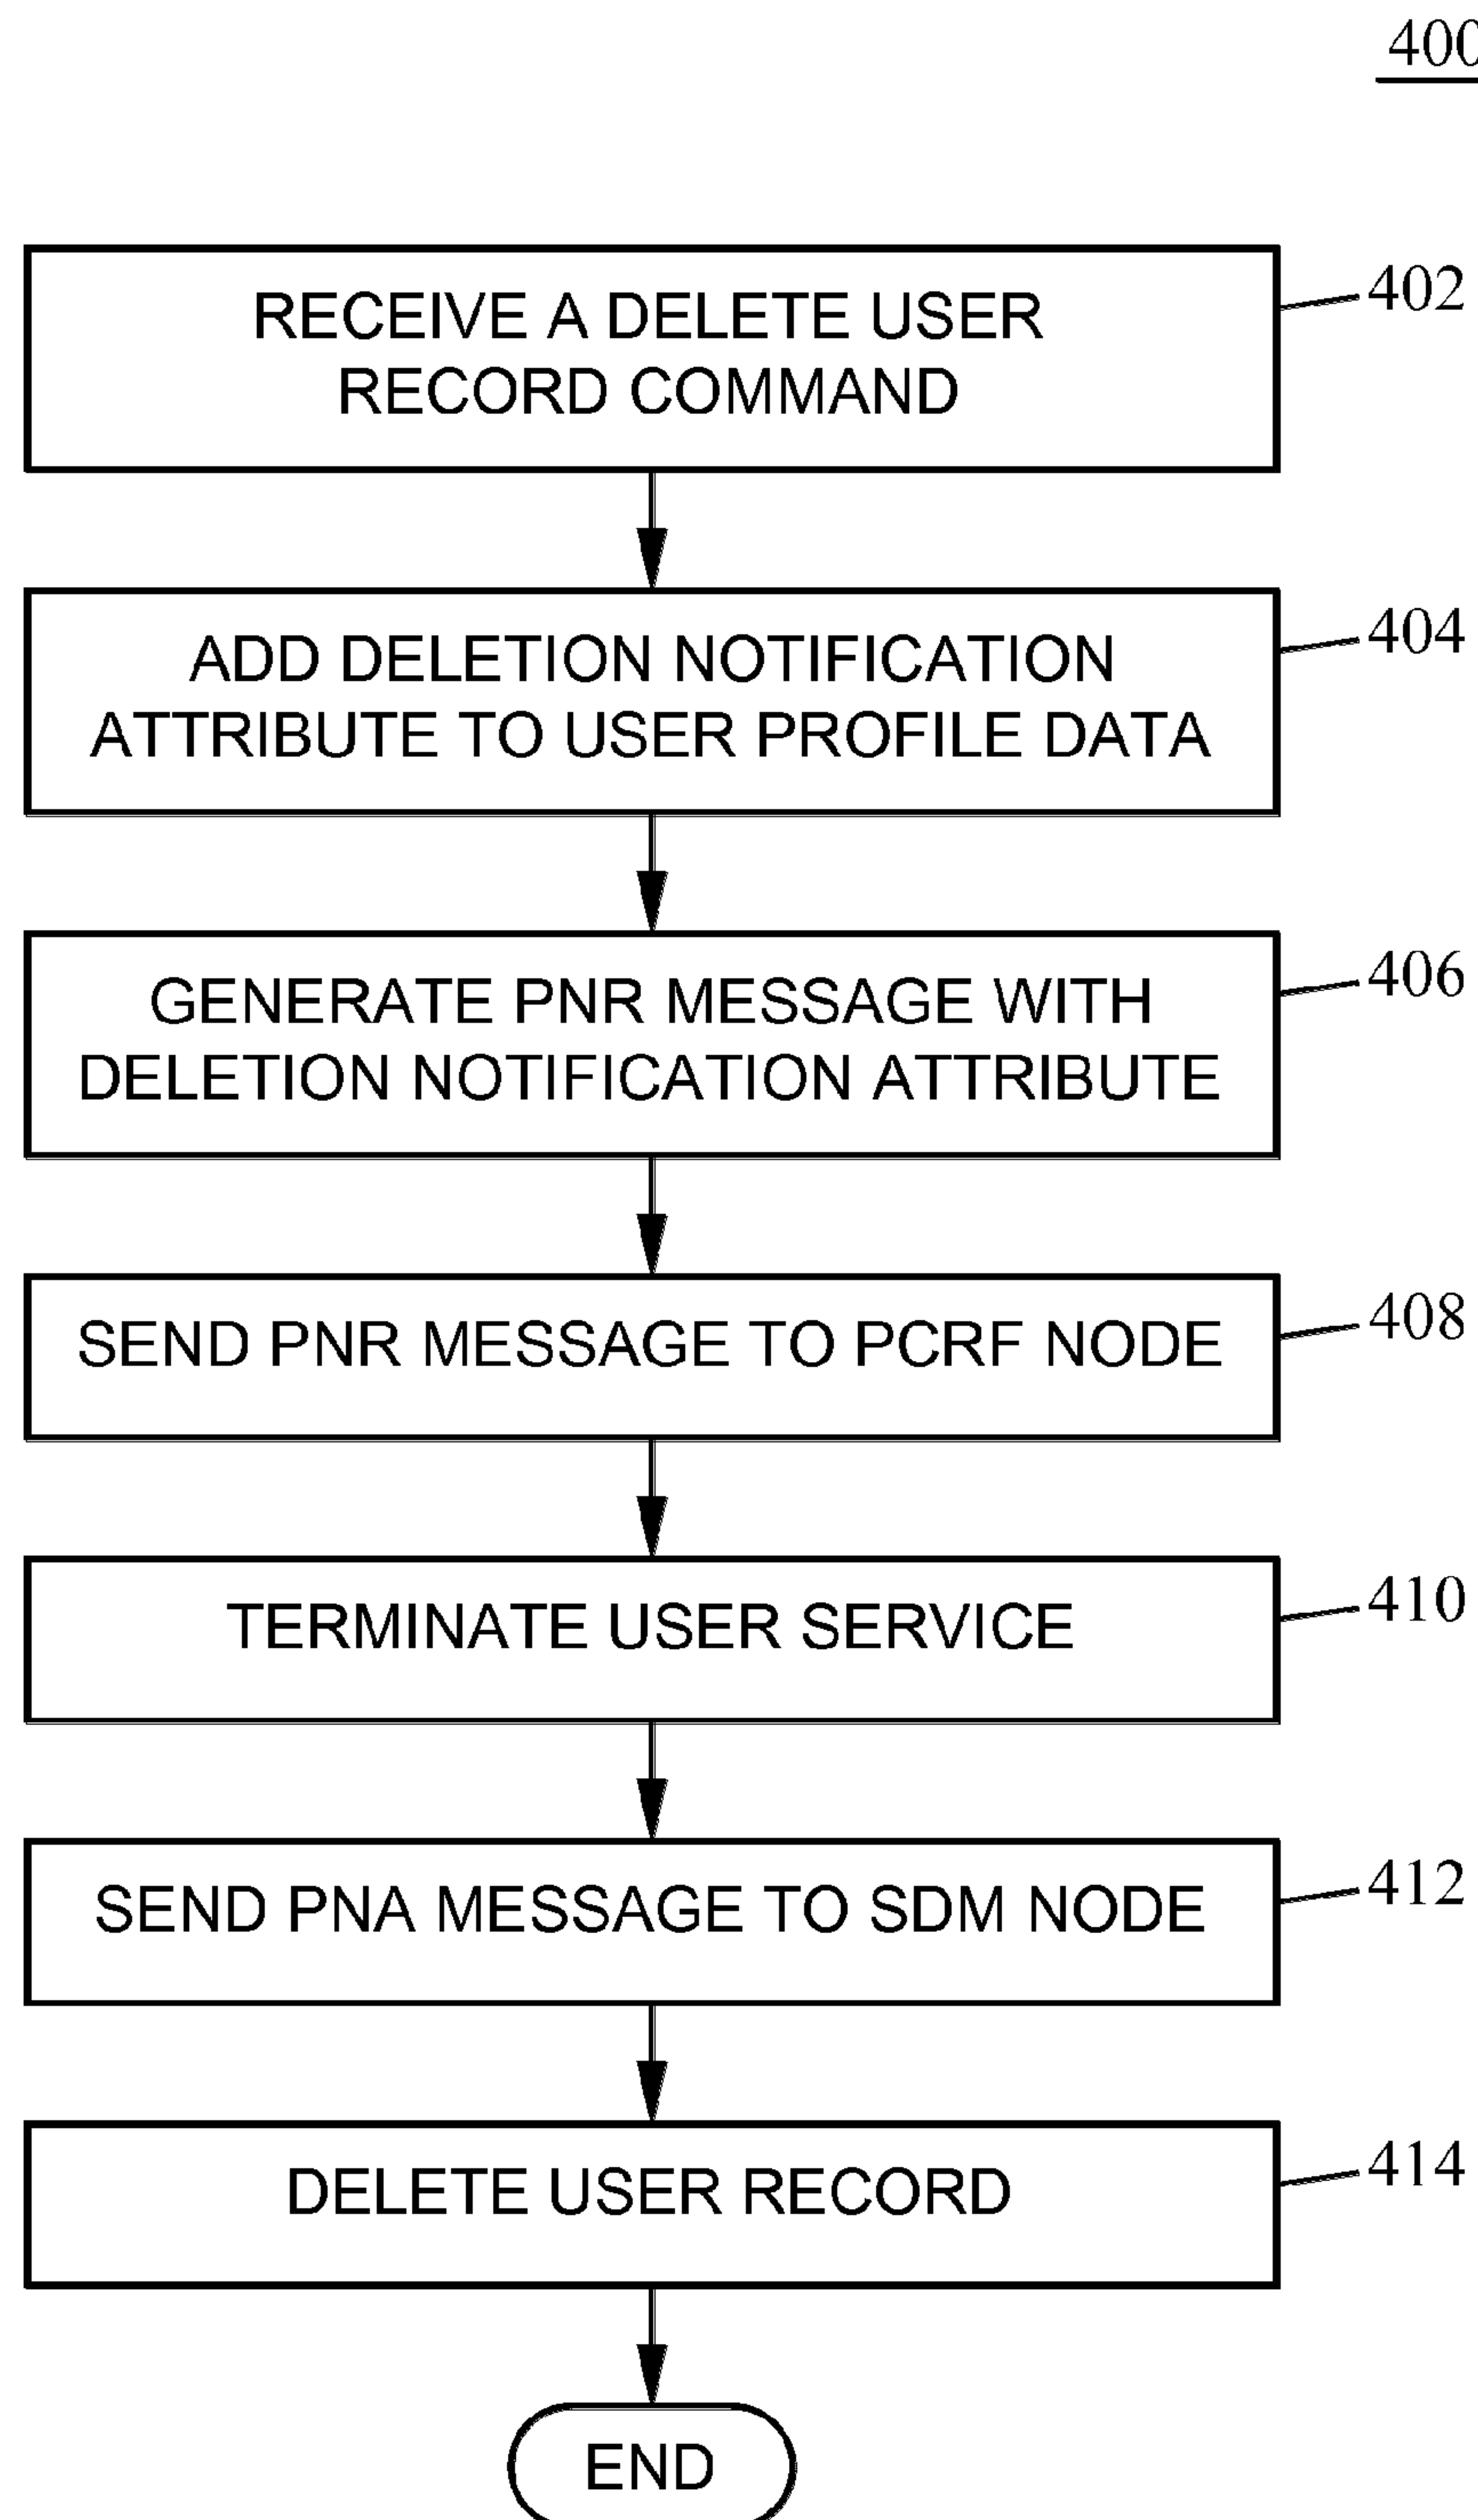 400
RECEIVE A DELETE USER
RECORD COMMAND
402
ADD DELETION NOTIFICATION
ATTRIBUTE TO USER PROFILE DATA
404
GENERATE PNR MESSAGE WITH
DELETION NOTIFICATION ATTRIBUTE
406
SEND PNR MESSAGE TO PCRF NODE
408
TERMINATE USER SERVICE
410
SEND PNA MESSAGE TO SDM NODE
412
DELETE USER RECORD
414
END